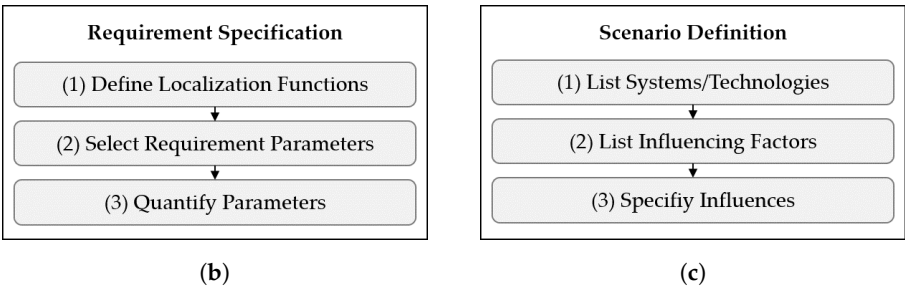 Requirement Specification
(1) Define Localization Functions
(2) Select Requirement Parameters
(3) Quantify Parameters
(b)
Scenario Definition
(1) List Systems/Technologies
(2) List Influencing Factors
(3) Specifiy Influences
(c)